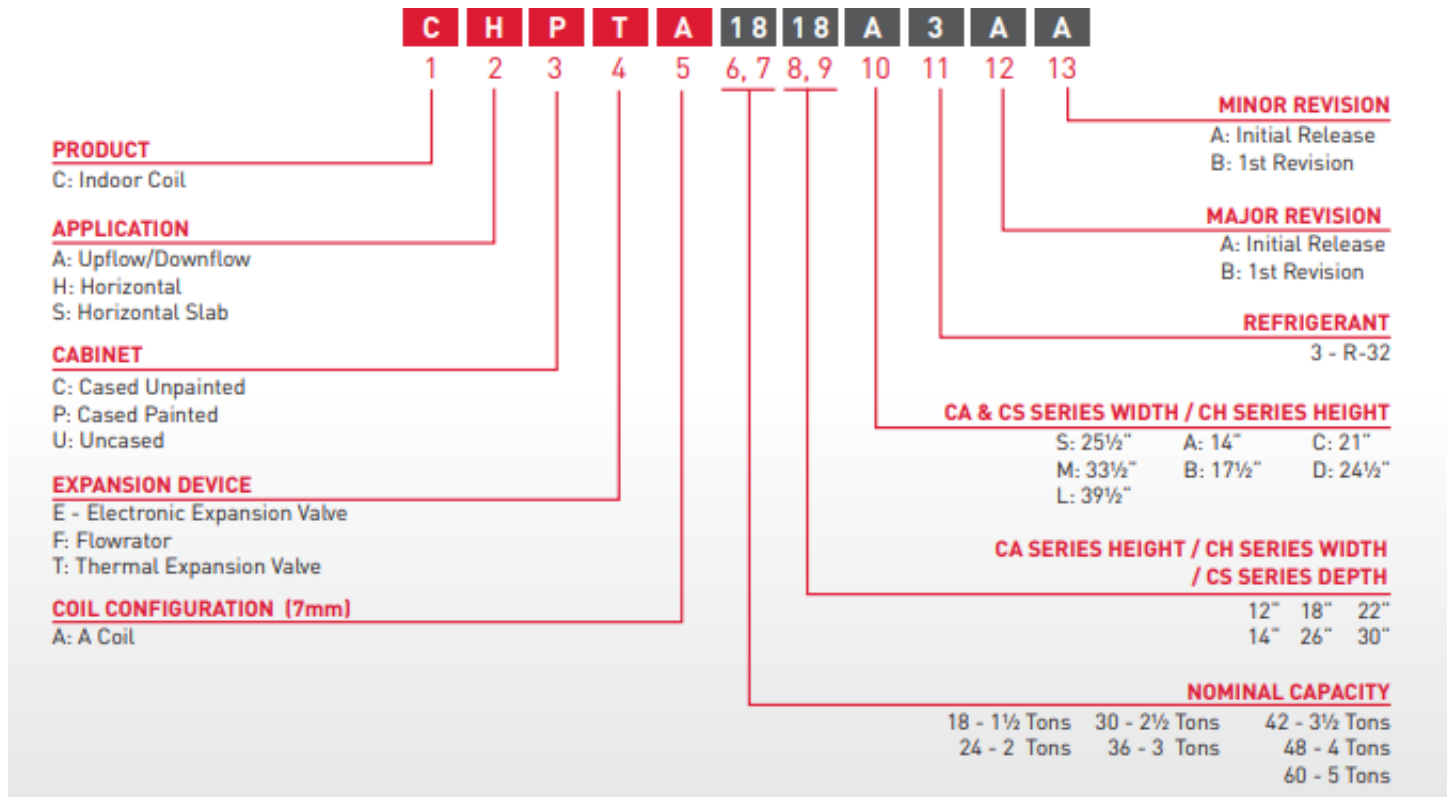 C H P T A 18 18 A 3 A A
1 2 3 4 5 6, 7 8, 9 10 11 12 13
PRODUCT
C: Indoor Coil
APPLICATION
A: Upflow/Downflow
H: Horizontal
S: Horizontal Slab
CABINET
C: Cased Unpainted
P: Cased Painted
U: Uncased
EXPANSION DEVICE
E - Electronic Expansion Valve
F: Flowrator
T: Thermal Expansion Valve
COIL CONFIGURATION (7mm)
A: A Coil
MINOR REVISION
A: Initial Release
B: 1st Revision
MAJOR REVISION
A: Initial Release
B: 1st Revision
REFRIGERANT
3 - R-32
CA & CS SERIES WIDTH / CH SERIES HEIGHT
S: 25½" A: 14" C: 21"
M: 33½" B: 17½" D: 24½"
L: 39½"
CA SERIES HEIGHT / CH SERIES WIDTH
/ CS SERIES DEPTH
12" 18" 22"
14" 26" 30"
NOMINAL CAPACITY
18 - 1½ Tons 30 - 2½ Tons 42 - 3½ Tons
24 - 2 Tons 36 - 3 Tons 48 - 4 Tons
60 - 5 Tons